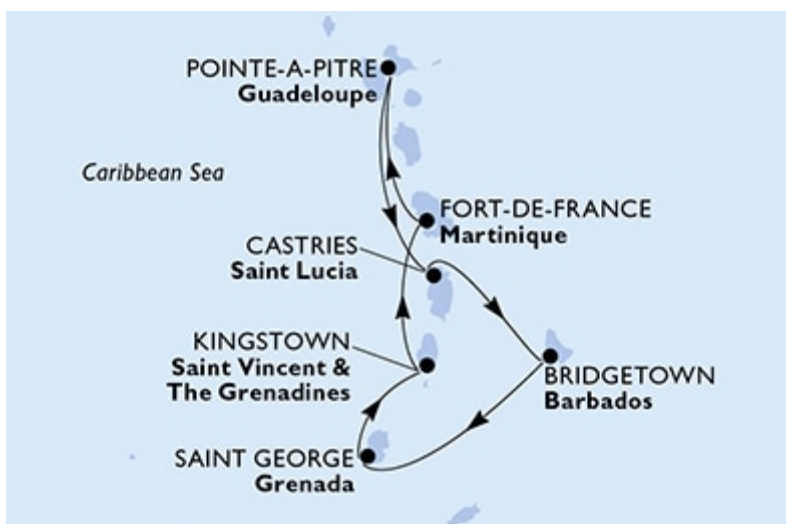 POINTE-A-PITRE
Guadeloupe
Caribbean Sea
FORT-DE-FRANCE
Martinique
CASTRIES
Saint Lucia
KINGSTOWN
Saint Vincent &
The Grenadines
BRIDGETOWN
Barbados
SAINT GEORGE
Grenada